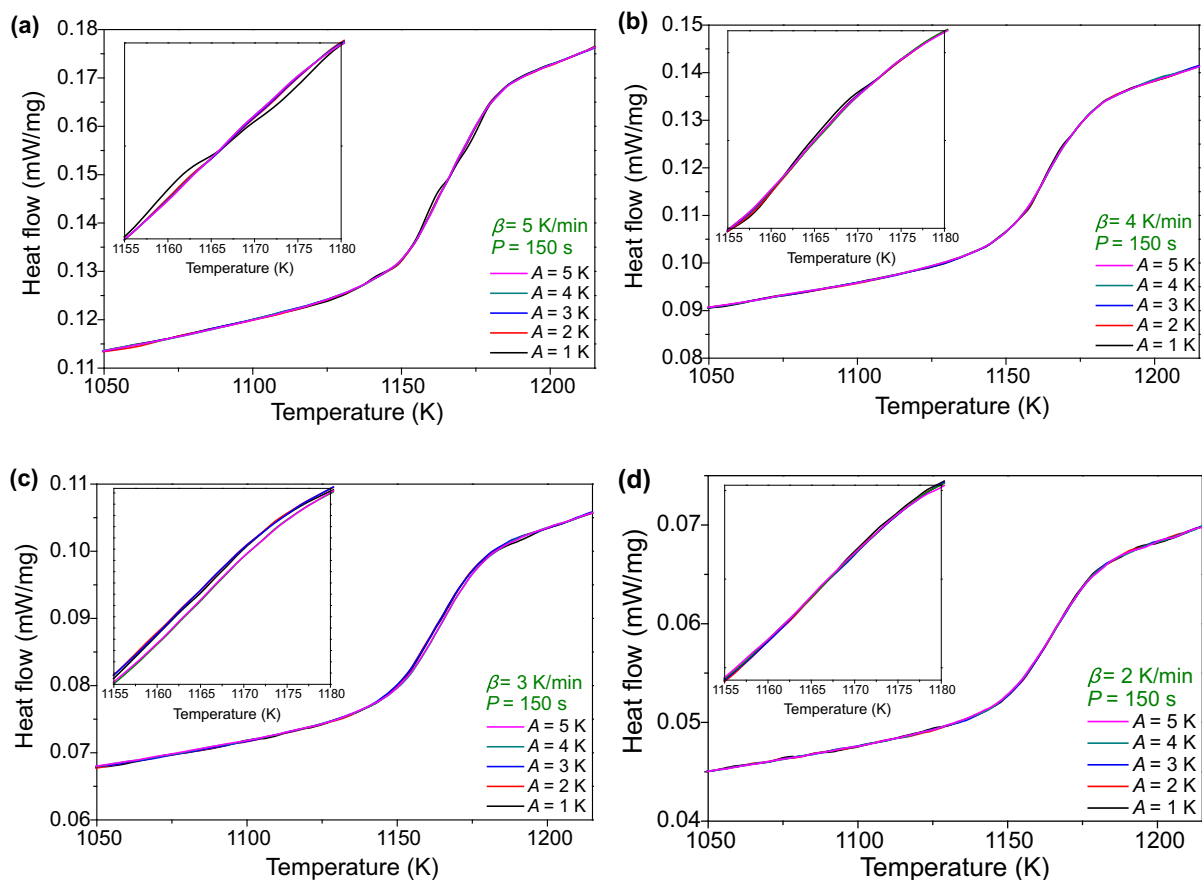 (a)
0.18
0.17
0.16
0.15
0.14
0.13
0.12
0.11
Heat flow (mW/mg)
1155 1160 1165 1170 1175 1180
Temperature (K)
β= 5 K/min
P = 150 s
A = 5 K
A = 4 K
A = 3 K
A = 2 K
A = 1 K
1050 1100 1150 1200
Temperature (K)
(b)
0.15
0.14
0.13
0.12
0.11
0.10
0.09
0.08
Heat flow (mW/mg)
1155 1160 1165 1170 1175 1180
Temperature (K)
β= 4 K/min
P = 150 s
A = 5 K
A = 4 K
A = 3 K
A = 2 K
A = 1 K
1050 1100 1150 1200
Temperature (K)
(c)
0.11
0.10
0.09
0.08
0.07
0.06
Heat flow (mW/mg)
1155 1160 1165 1170 1175 1180
Temperature (K)
β= 3 K/min
P = 150 s
A = 5 K
A = 4 K
A = 3 K
A = 2 K
A = 1 K
1050 1100 1150 1200
Temperature (K)
(d)
0.07
0.06
0.05
0.04
Heat flow (mW/mg)
1155 1160 1165 1170 1175 1180
Temperature (K)
β= 2 K/min
P = 150 s
A = 5 K
A = 4 K
A = 3 K
A = 2 K
A = 1 K
1050 1100 1150 1200
Temperature (K)